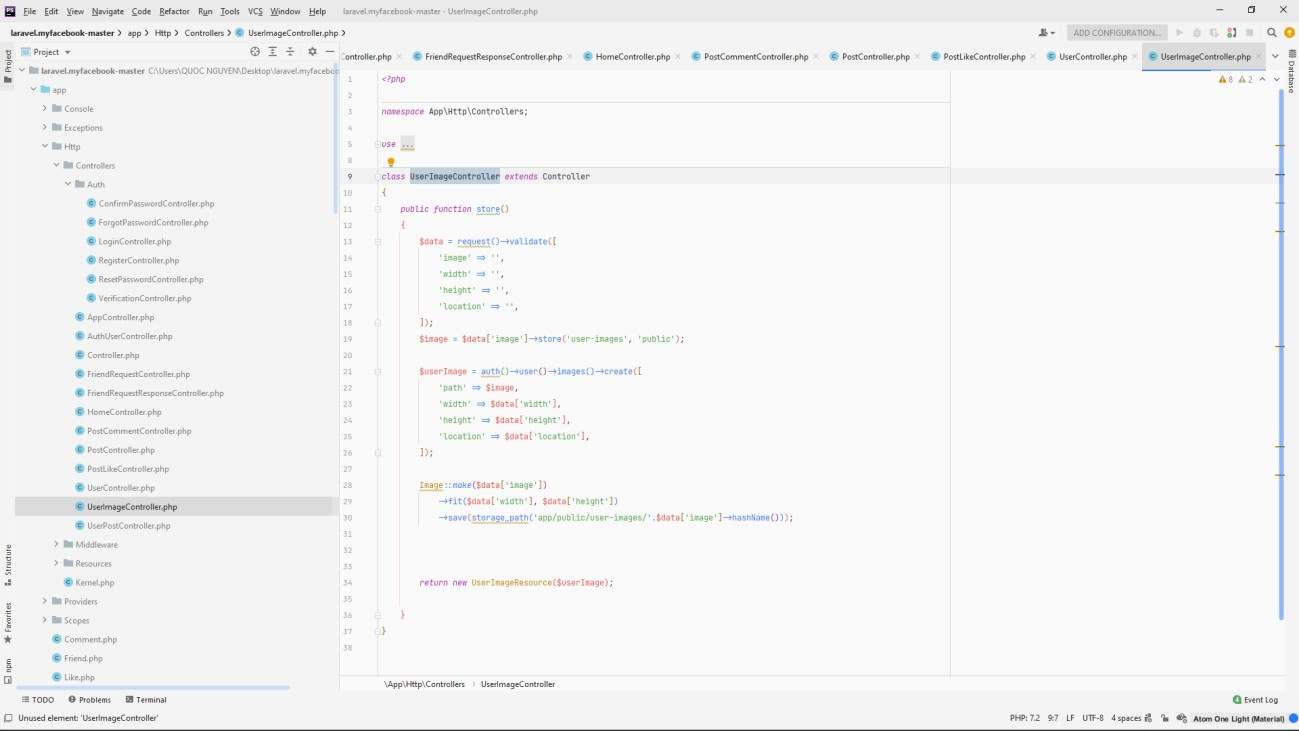 PS File Edit View Navigate Code Refactor Run Tools VCS Window Help laravel.myfacebook-master - UserImageController.php
laravel.myfacebook-master > app > Http > Controllers > UserImageController.php > ADD CONFIGURATION...
Project
Controller.php FriendRequestResponseController.php HomeController.php PostCommentController.php PostController.php PostLikeController.php UserController.php UserImageController.php
Project
Database
Structure
Favorites
npm
laravel.myfacebook-master C:\Users\QUOC NGUYEN\Desktop\laravel.myfaceboo
app
Console
Exceptions
Http
Controllers
Auth
ConfirmPasswordController.php
ForgotPasswordController.php
LoginController.php
RegisterController.php
ResetPasswordController.php
VerificationController.php
AppController.php
AuthUserController.php
Controller.php
FriendRequestController.php
FriendRequestResponseController.php
HomeController.php
PostCommentController.php
PostController.php
PostLikeController.php
UserController.php
UserImageController.php
UserPostController.php
Middleware
Resources
Kernel.php
Providers
Scopes
Comment.php
Friend.php
Like.php
8 2
1 <?php
2
3 namespace App\Http\Controllers;
4
5 use ...
8
9 class UserImageController extends Controller
10 {
11 public function store()
12 {
13 $data = request()->validate([
14 'image' => '',
15 'width' => '',
16 'height' => '',
17 'location' => '',
18 ]);
19 $image = $data['image']->store('user-images', 'public');
20
21 $userImage = auth()->user()->images()->create([
22 'path' => $image,
23 'width' => $data['width'],
24 'height' => $data['height'],
25 'location' => $data['location'],
26 ]);
27
28 Image::make($data['image'])
29 ->fit($data['width'], $data['height'])
30 ->save(storage_path('app/public/user-images/'.$data['image']->hashName()));
31
32
33
34 return new UserImageResource($userImage);
35
36 }
37 }
38
\App\Http\Controllers > UserImageController
TODO Problems Terminal 4 Event Log
Unused element: 'UserImageController' PHP: 7.2 9:7 LF UTF-8 4 spaces Atom One Light (Material)